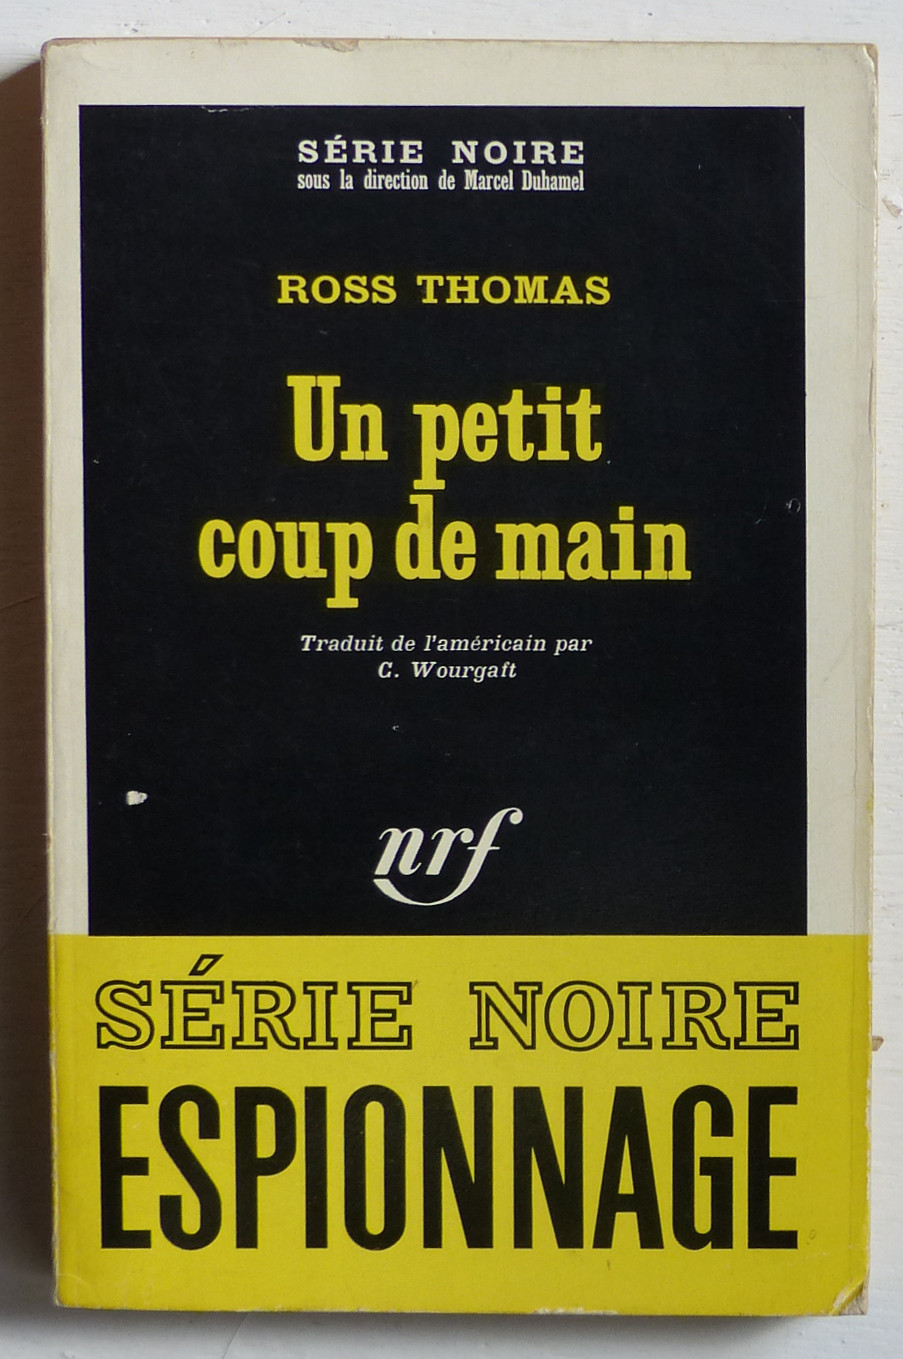 SÉRIE NOIRE
sous la direction de Marcel Duhamel
ROSS THOMAS
Un petit
coup de main
Traduit de l'américain par
C. Wourgaft
nrf
SÉRIE NOIRE
ESPIONNAGE